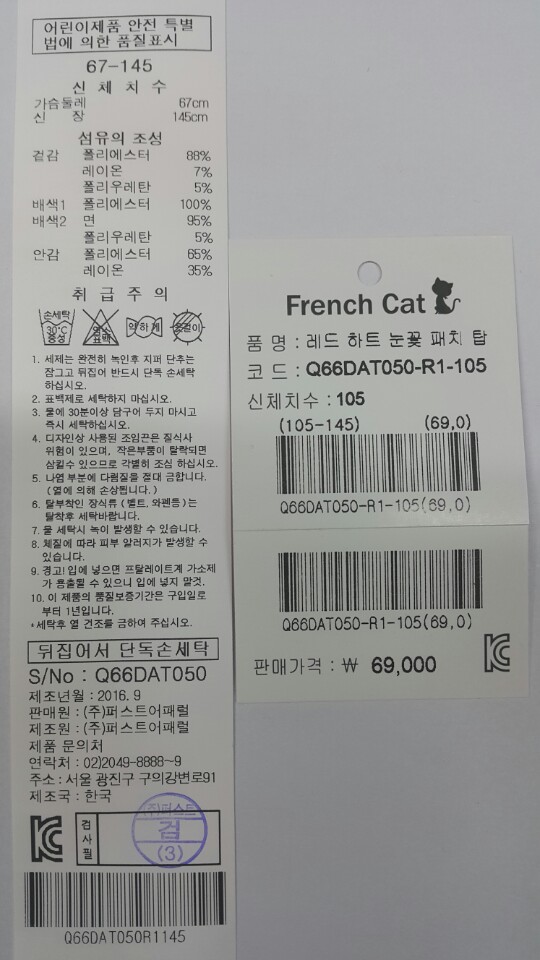 어린이제품 안전 특별
법에 의한 품질표시
67-145
신 체 치 수
가슴둘레 67cm
신 장 145cm
섬유의 조성
겉감 폴리에스터 88%
레이온 7%
폴리우레탄 5%
배색1 폴리에스터 100%
배색2 면 95%
폴리우레탄 5%
안감 폴리에스터 65%
레이온 35%
취 급 주 의
손세탁
30°C
중성
염소
표백
약하게
옷걸이
1. 세제는 완전히 녹인후 지퍼 단추는
잠그고 뒤집어 반드시 단독 손세탁
하십시오.
2. 표백제로 세탁하지 마십시오.
3. 물에 30분이상 담구어 두지 마시고
즉시 세탁하십시오.
4. 디자인상 사용된 조임끈은 질식사
위험이 있으며, 작은부품이 탈락되면
삼킬수 있으므로 각별히 조심 하십시오.
5. 나염 부분에 다림질을 절대 금합니다.
(열에 의해 손상됩니다.)
6. 탈부착인 장식류(벨트, 와펜등)는
탈착후 세탁바랍니다.
7. 물 세탁시 녹이 발생할 수 있습니다.
8. 체질에 따라 피부 알러지가 발생할 수
있습니다.
9. 경고! 입에 넣으면 프탈레이트계 가소제
가 용출될 수 있으니 입에 넣지 말것.
10. 이 제품의 품질보증기간은 구입일로
부터 1년입니다.
*세탁후 열 건조를 금하여 주십시오.
뒤집어서 단독손세탁
S/No : Q66DAT050
제조년월 : 2016. 9
판매원 : (주)퍼스트어패럴
제조원 : (주)퍼스트어패럴
제품 문의처
연락처 : 02)2049-8888~9
주소 : 서울 광진구 구의강변로91
제조국 : 한국
검사필
(주)퍼스트
검
(3)
Q66DAT050R1145
French Cat
품 명 : 레드 하트 눈꽃 패치 탑
코 드 : Q66DAT050-R1-105
신체치수 : 105
(105-145) (69,0)
Q66DAT050-R1-105(69,0)
Q66DAT050-R1-105(69,0)
판매가격 : ₩ 69,000